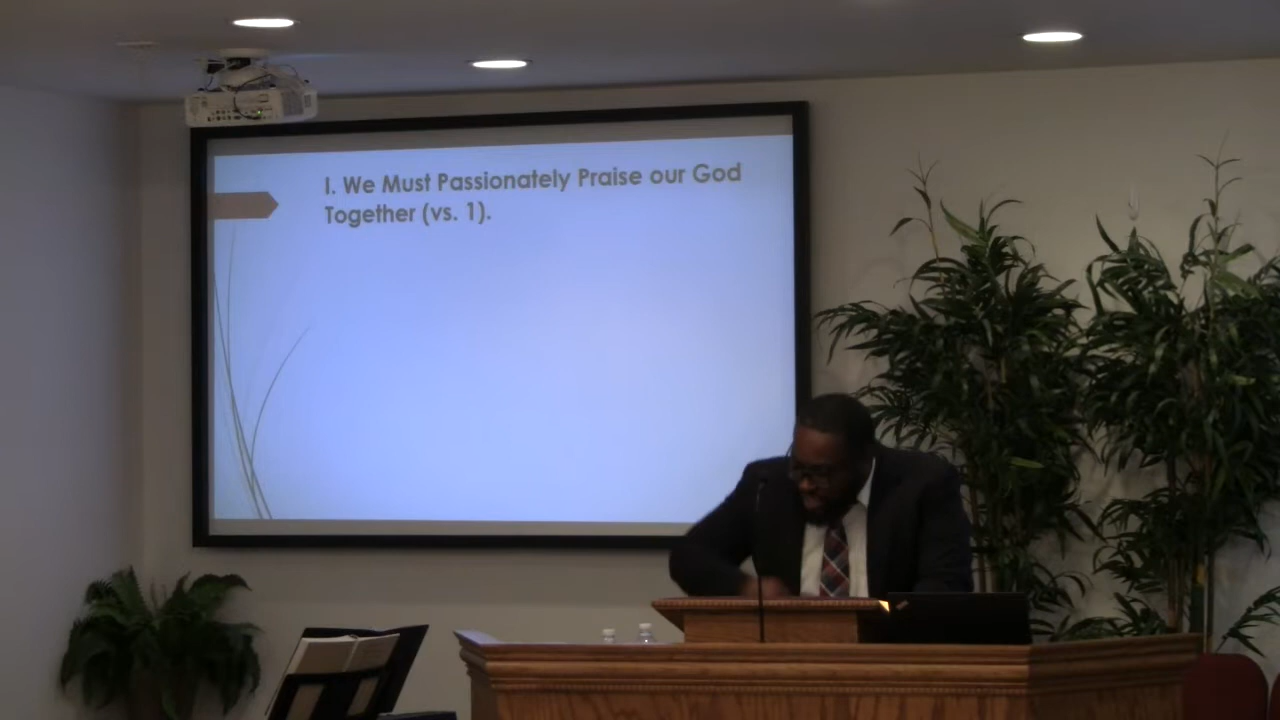 I. We Must Passionately Praise our God
Together (vs. 1).